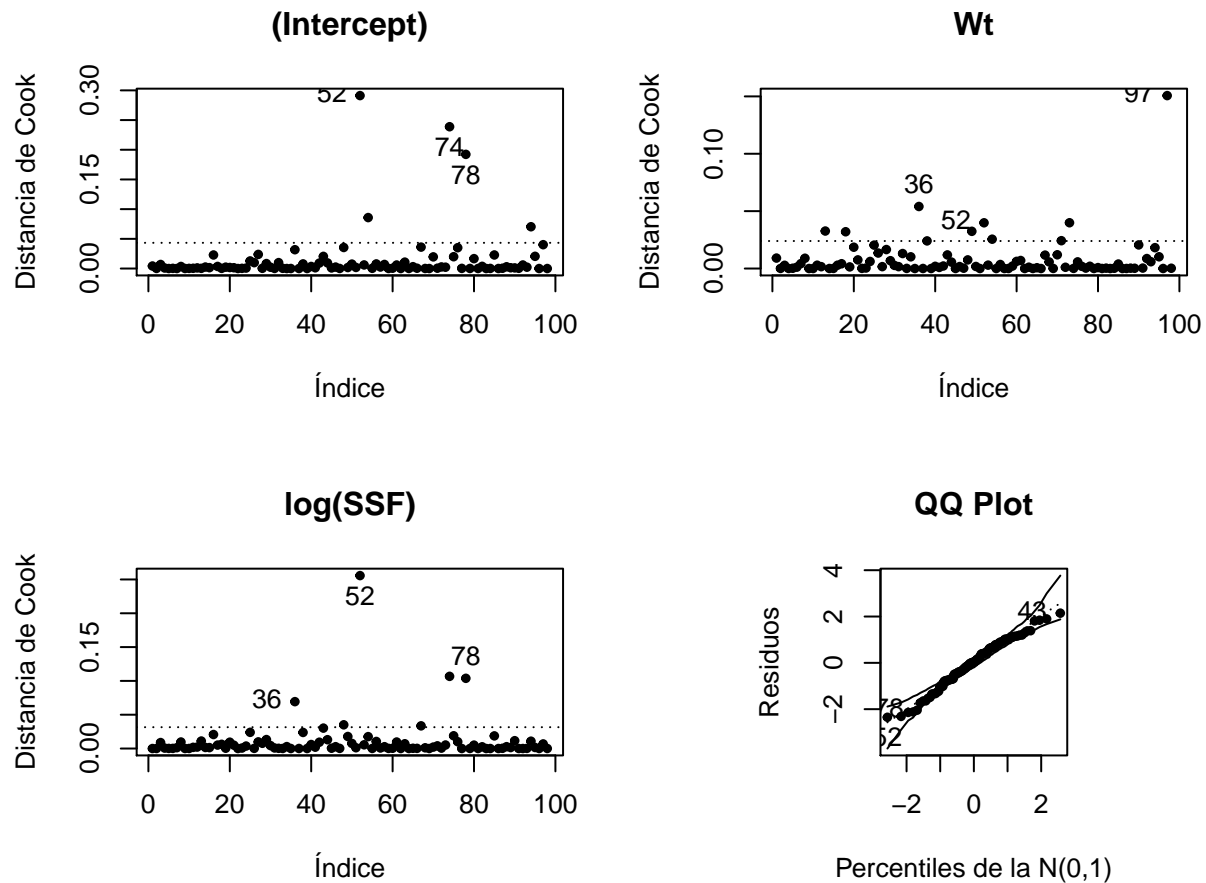 (Intercept)
Distancia de Cook
0.00 0.15 0.30
52
74
78
0 20 40 60 80 100
Índice
Wt
Distancia de Cook
0.00 0.10
97
36
52
0 20 40 60 80 100
Índice
log(SSF)
Distancia de Cook
0.00 0.15
52
78
36
0 20 40 60 80 100
Índice
QQ Plot
Residuos
−2 0 2 4
43
78
52
−2 0 2
Percentiles de la N(0,1)